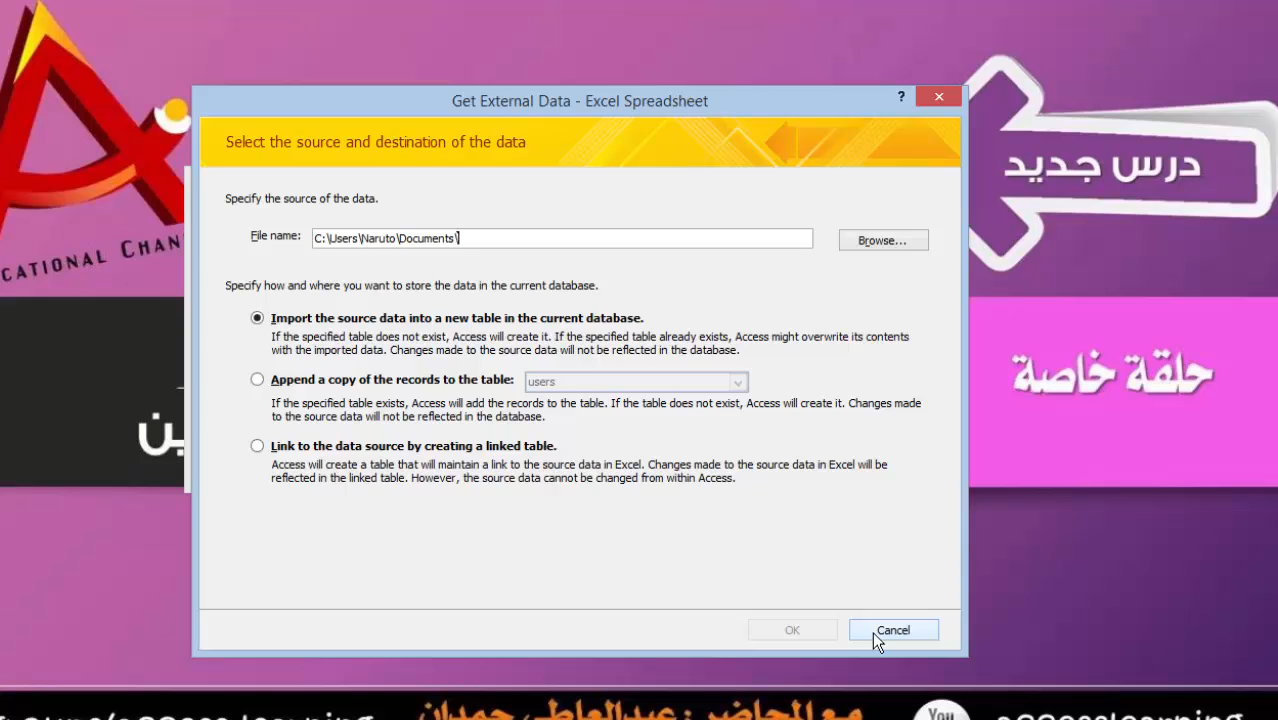 Get External Data - Excel Spreadsheet
?
Select the source and destination of the data
درس جديد
Specify the source of the data.
File name: C:\Users\Naruto\Documents\
Browse...
Specify how and where you want to store the data in the current database.
Import the source data into a new table in the current database.
If the specified table does not exist, Access will create it. If the specified table already exists, Access might overwrite its contents
with the imported data. Changes made to the source data will not be reflected in the database.
حلقة خاصة
Append a copy of the records to the table: users
If the specified table exists, Access will add the records to the table. If the table does not exist, Access will create it. Changes made
to the source data will not be reflected in the database.
Link to the data source by creating a linked table.
Access will create a table that will maintain a link to the source data in Excel. Changes made to the source data in Excel will be
reflected in the linked table. However, the source data cannot be changed from within Access.
OK
Cancel
مع المحاضر : عبدالعاطي حمدان
You